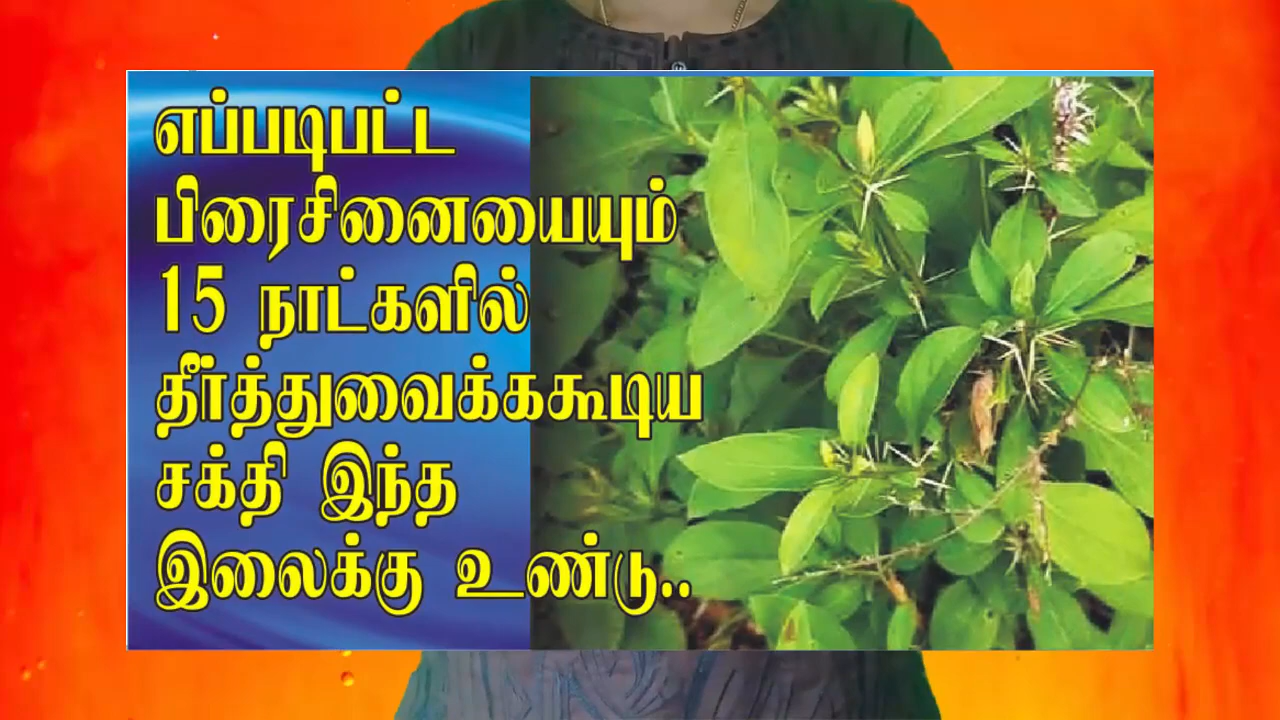 எப்படிபட்ட
பிரைசினையையும்
15 நாட்களில்
தீர்த்துவைக்ககூடிய
சக்தி இந்த
இலைக்கு உண்டு..